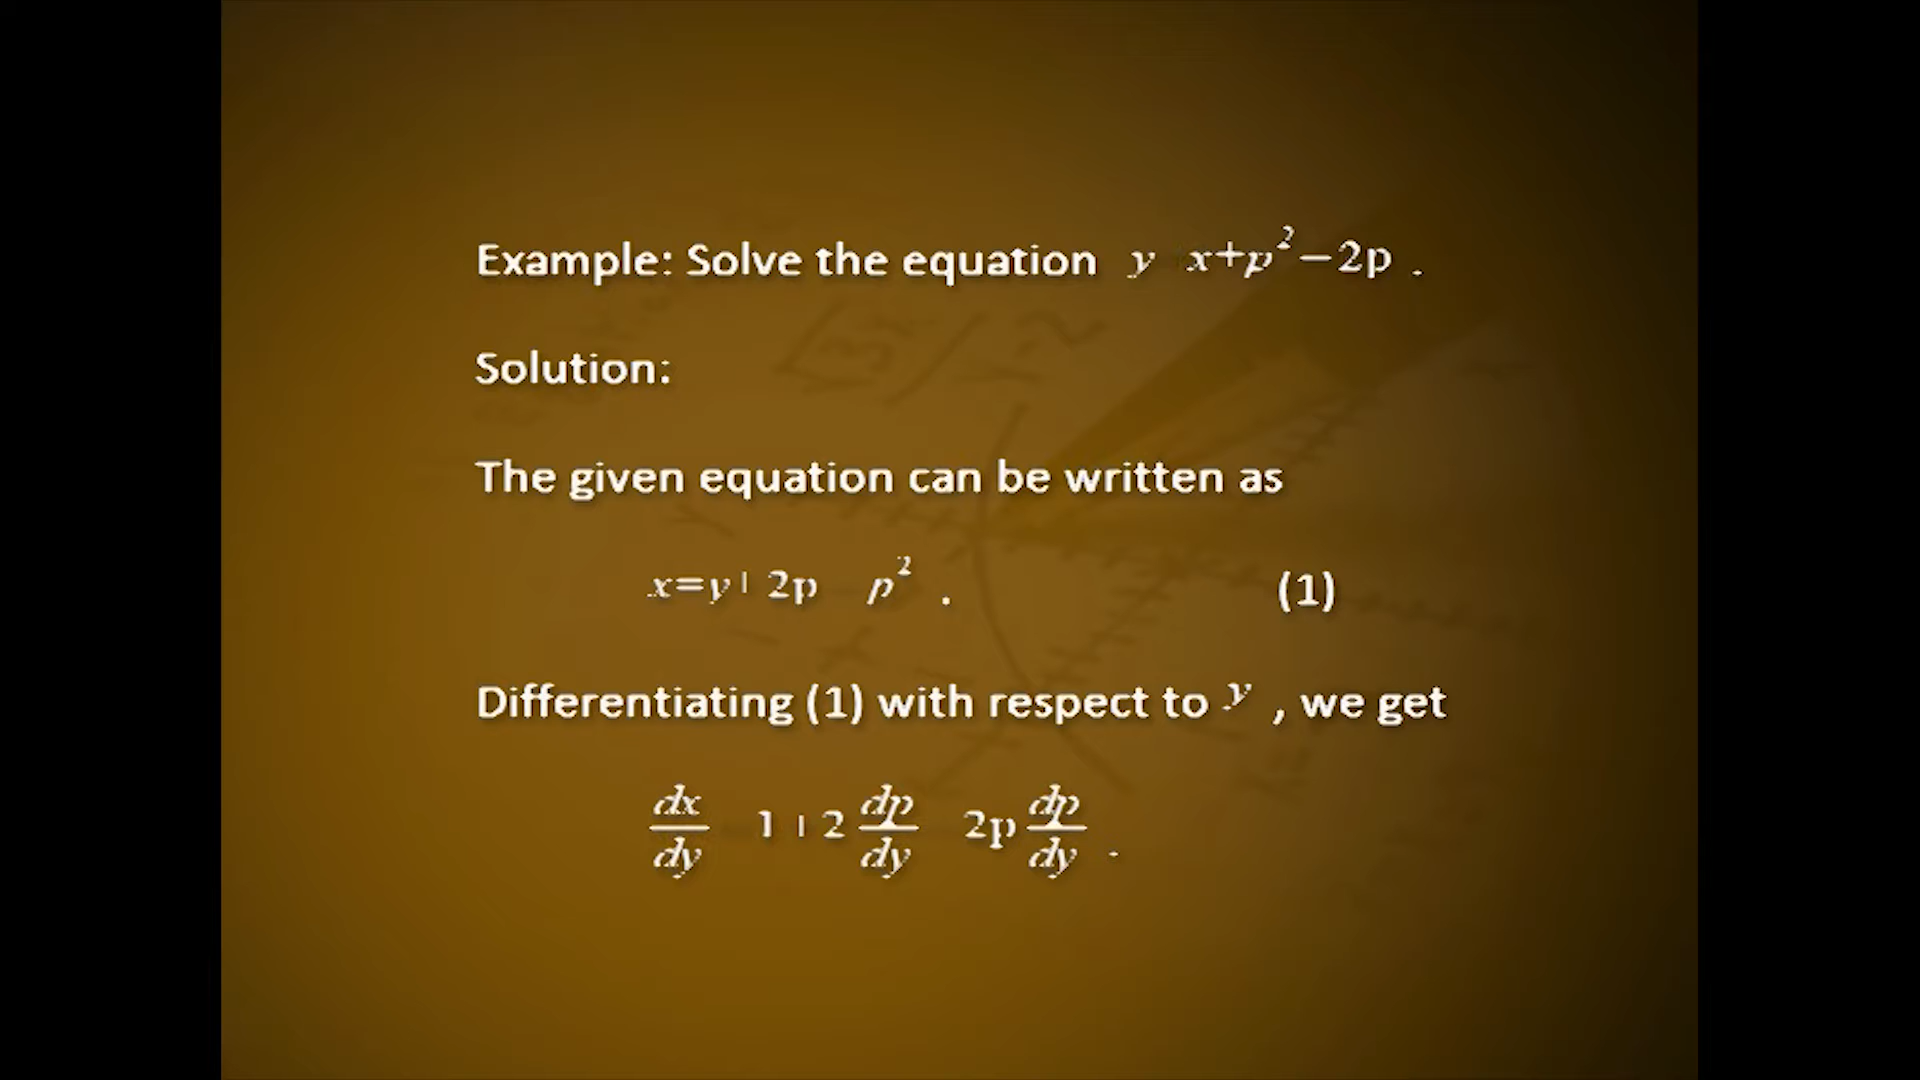 Example: Solve the equation y x+p²−2p .
Solution:
The given equation can be written as
x=y+ 2p p² . (1)
Differentiating (1) with respect to y , we get
dx/dy 1 + 2 dp/dy 2p dp/dy .